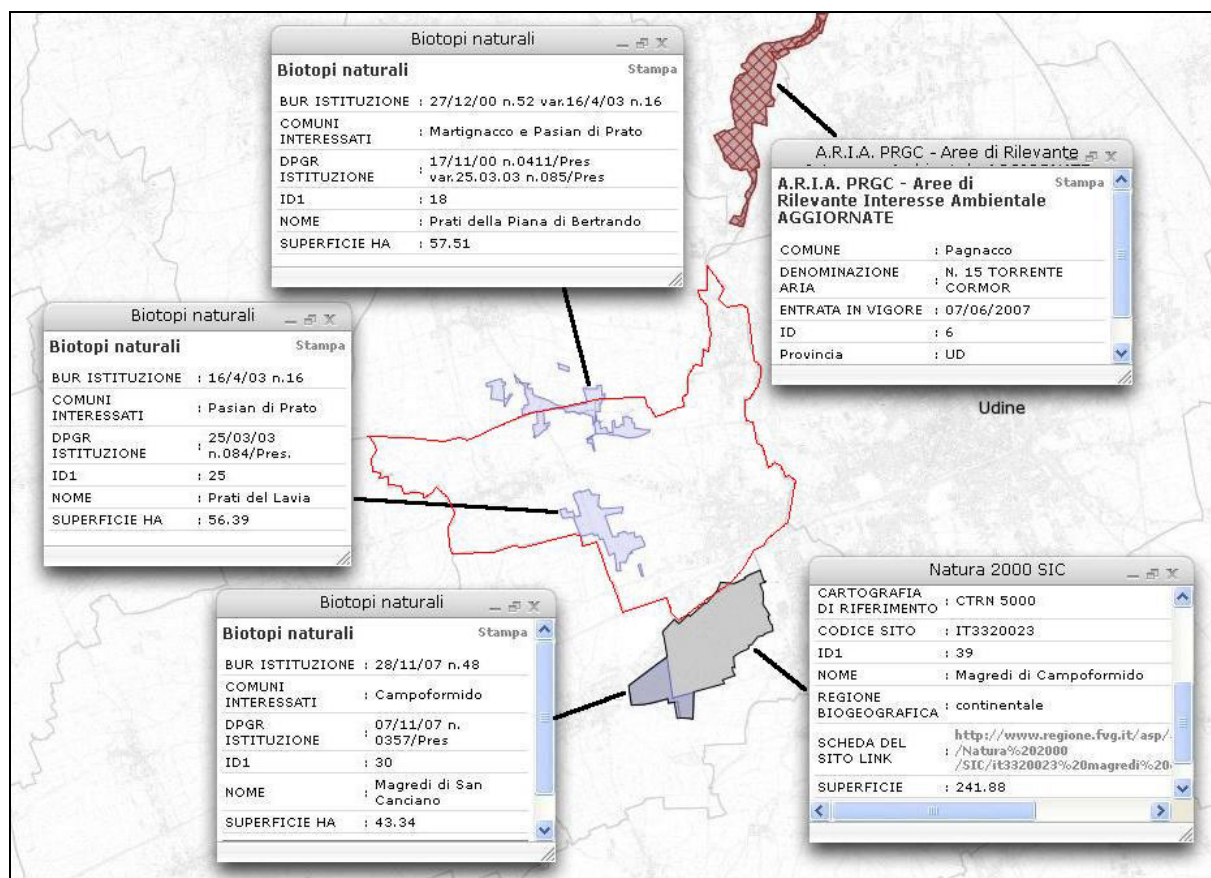 Biotopi naturali
Biotopi naturali Stampa
BUR ISTITUZIONE : 27/12/00 n.52 var.16/4/03 n.16
COMUNI
INTERESSATI : Martignacco e Pasian di Prato
DPGR
ISTITUZIONE : 17/11/00 n.0411/Pres
var.25.03.03 n.085/Pres
ID1 : 18
NOME : Prati della Piana di Bertrando
SUPERFICIE HA : 57.51
A.R.I.A. PRGC - Aree di Rilevante
A.R.I.A. PRGC - Aree di Stampa
Rilevante Interesse Ambientale
AGGIORNATE
COMUNE : Pagnacco
DENOMINAZIONE
ARIA : N. 15 TORRENTE
CORMOR
ENTRATA IN VIGORE : 07/06/2007
ID : 6
Provincia : UD
Udine
Biotopi naturali
Biotopi naturali Stampa
BUR ISTITUZIONE : 16/4/03 n.16
COMUNI
INTERESSATI : Pasian di Prato
DPGR
ISTITUZIONE : 25/03/03
n.084/Pres.
ID1 : 25
NOME : Prati del Lavia
SUPERFICIE HA : 56.39
Biotopi naturali
Biotopi naturali Stampa
BUR ISTITUZIONE : 28/11/07 n.48
COMUNI
INTERESSATI : Campoformido
DPGR
ISTITUZIONE : 07/11/07 n.
0357/Pres
ID1 : 30
NOME : Magredi di San
Canciano
SUPERFICIE HA : 43.34
Natura 2000 SIC
CARTOGRAFIA
DI RIFERIMENTO : CTRN 5000
CODICE SITO : IT3320023
ID1 : 39
NOME : Magredi di Campoformido
REGIONE
BIOGEOGRAFICA : continentale
SCHEDA DEL
SITO LINK : http://www.regione.fvg.it/asp/
/Natura%202000
/SIC/it3320023%20magredi%20
SUPERFICIE : 241.88